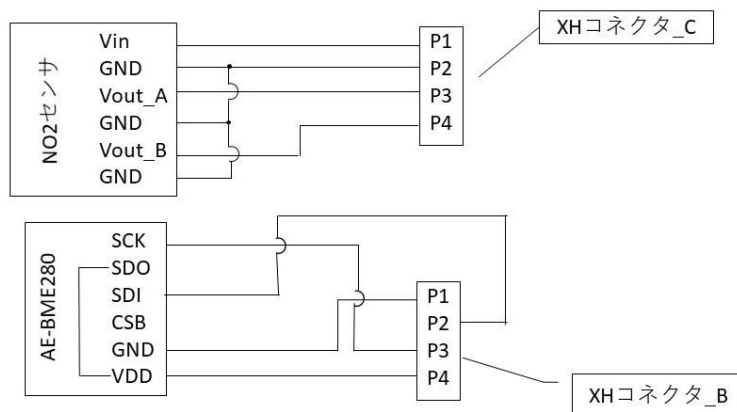 NO2センサ
Vin
GND
Vout_A
GND
Vout_B
GND
P1
P2
P3
P4
XHコネクタ_C
AE-BME280
SCK
SDO
SDI
CSB
GND
VDD
P1
P2
P3
P4
XHコネクタ_B